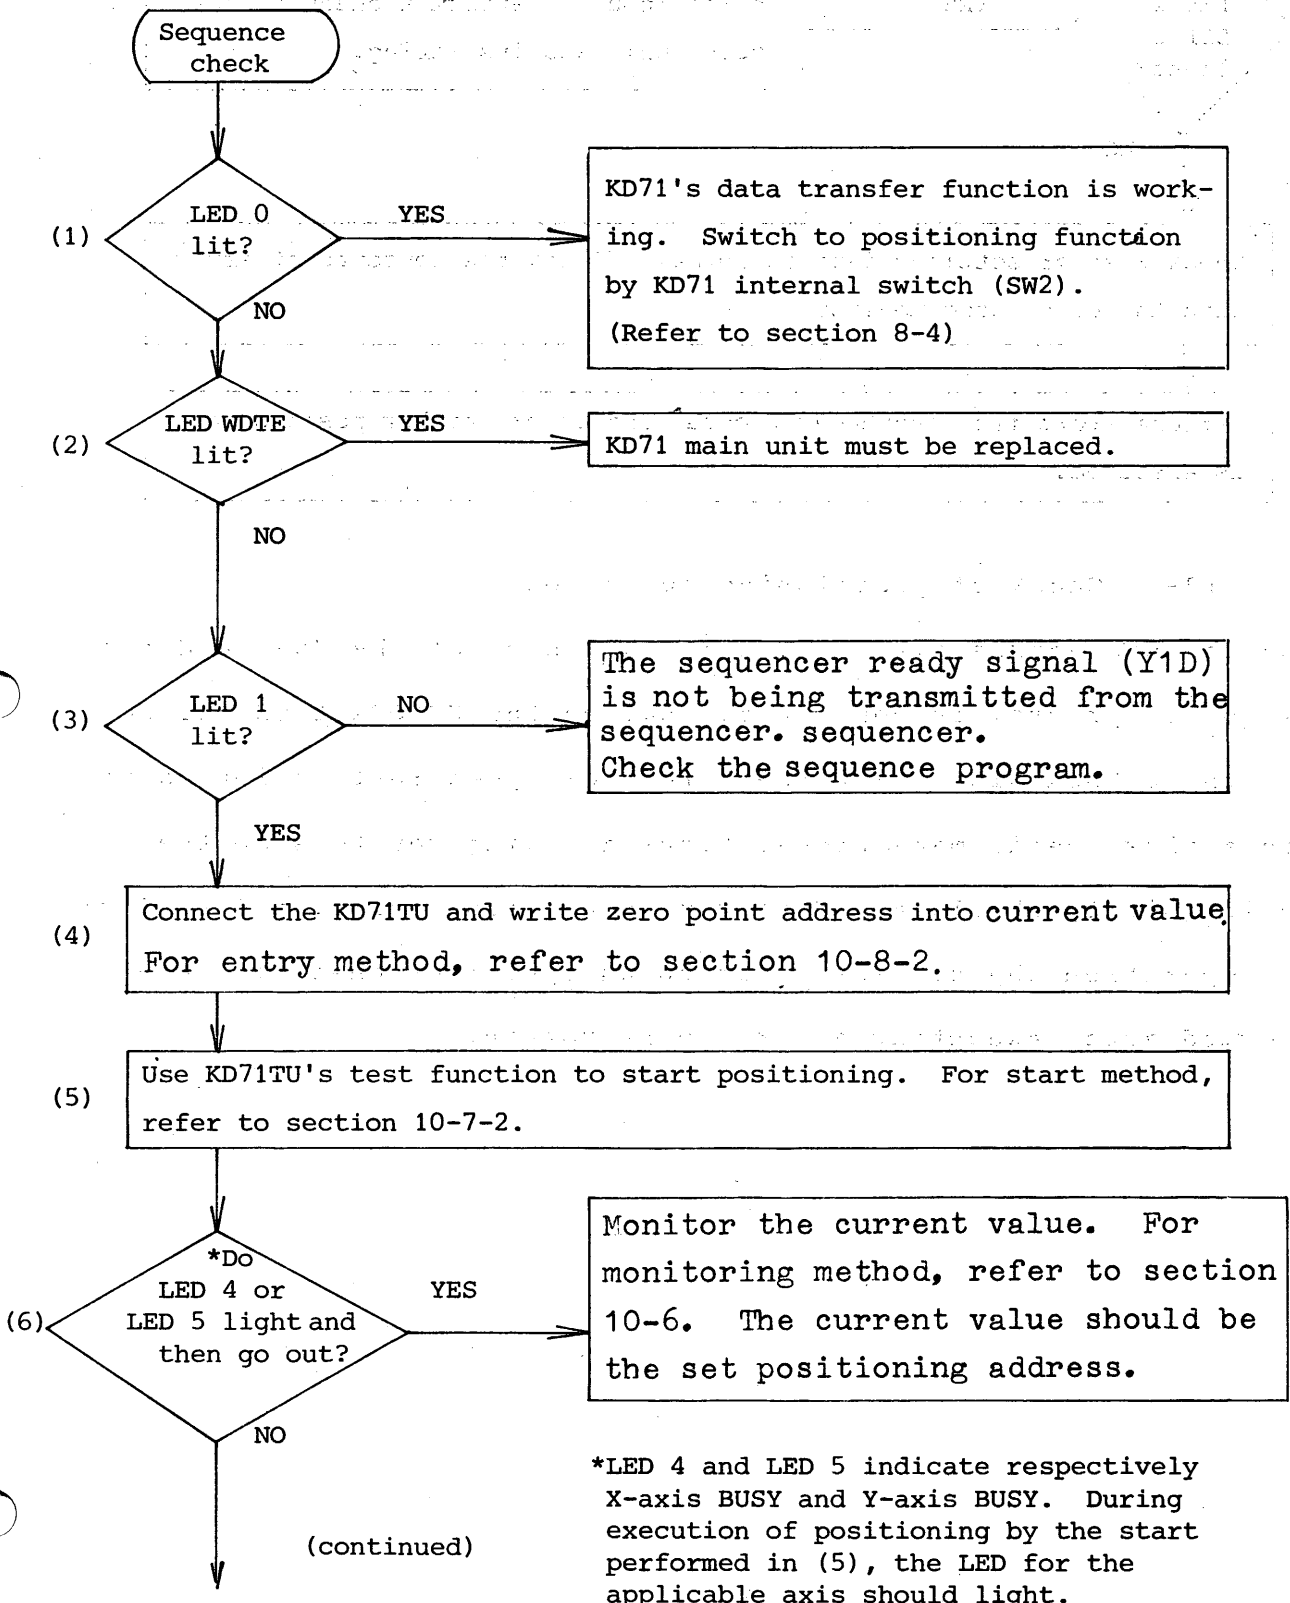 Sequence
check
(1)
LED 0
lit?
YES
NO
KD71's data transfer function is work-
ing. Switch to positioning function
by KD71 internal switch (SW2).
(Refer to section 8-4)
(2)
LED WDTE
lit?
YES
NO
KD71 main unit must be replaced.
(3)
LED 1
lit?
NO
YES
The sequencer ready signal (Y1D)
is not being transmitted from the
sequencer. sequencer.
Check the sequence program.
(4)
Connect the KD71TU and write zero point address into current value.
For entry method, refer to section 10-8-2.
(5)
Use KD71TU's test function to start positioning. For start method,
refer to section 10-7-2.
(6)
*Do
LED 4 or
LED 5 light and
then go out?
YES
NO
Monitor the current value. For
monitoring method, refer to section
10-6. The current value should be
the set positioning address.
*LED 4 and LED 5 indicate respectively
X-axis BUSY and Y-axis BUSY. During
execution of positioning by the start
performed in (5), the LED for the
applicable axis should light.
(continued)